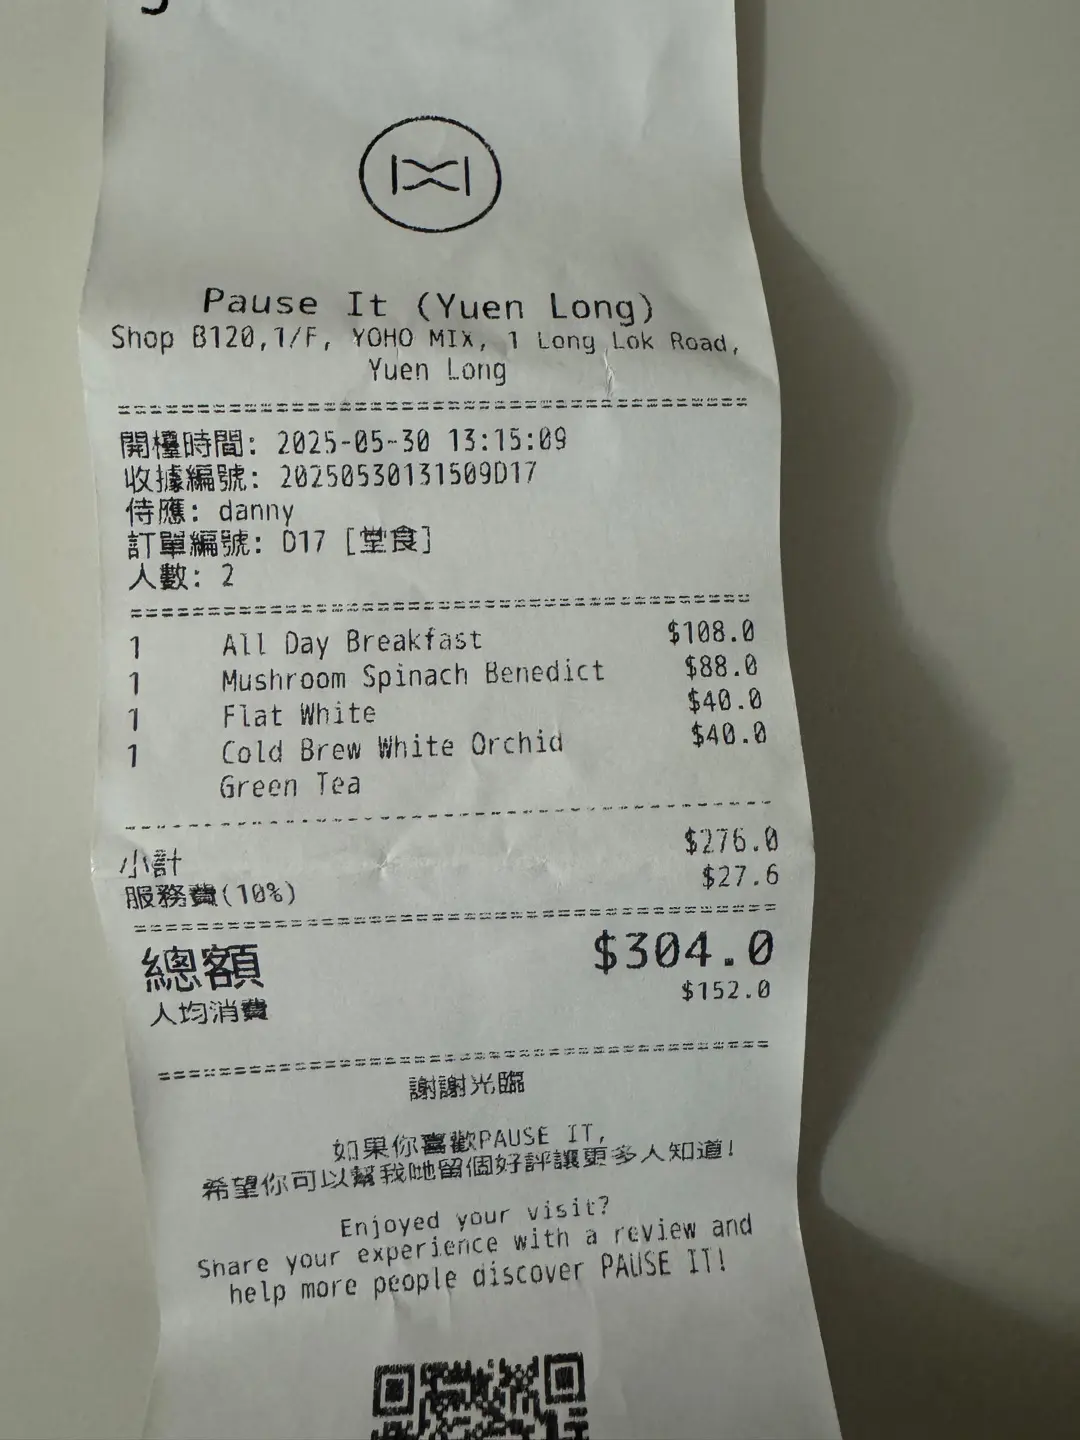 Pause It (Yuen Long)
Shop B120,1/F, YOHO MIX, 1 Long Lok Road,
Yuen Long
開檯時間: 2025-05-30 13:15:09
收據編號: 20250530131509D17
侍應: danny
訂單編號: D17 [堂食]
人數: 2
1 All Day Breakfast $108.0
1 Mushroom Spinach Benedict $88.0
1 Flat White $40.0
1 Cold Brew White Orchid $40.0
Green Tea
小計 $276.0
服務費(10%) $27.6
總額 $304.0
人均消費 $152.0
謝謝光臨
如果你喜歡PAUSE IT,
希望你可以幫我哋留個好評讓更多人知道!
Enjoyed your visit?
Share your experience with a review and
help more people discover PAUSE IT!